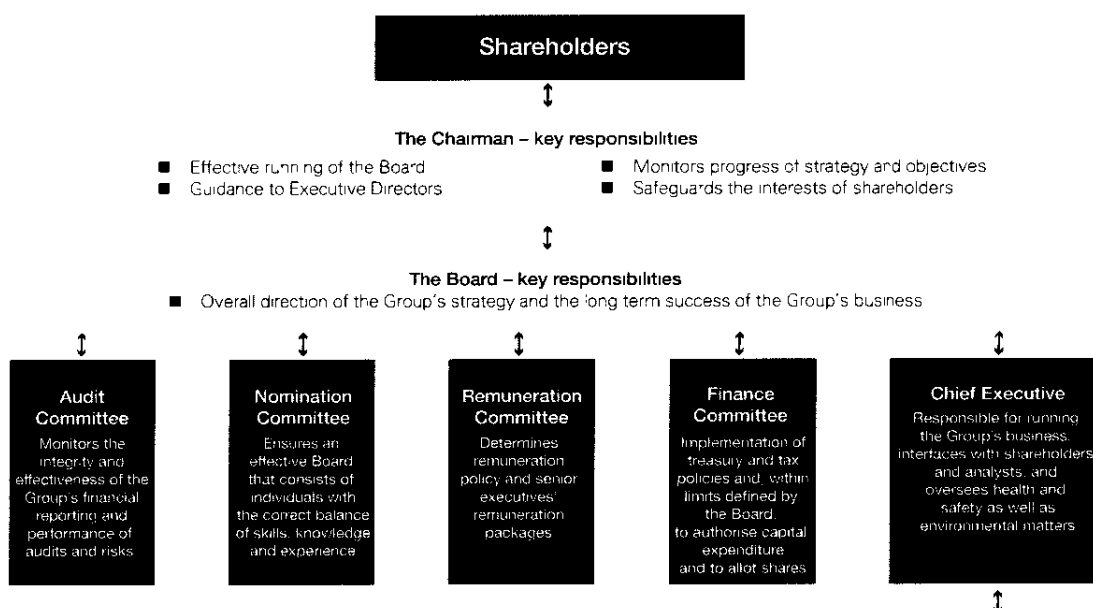 Shareholders
The Chairman – key responsibilities
■ Effective running of the Board
■ Guidance to Executive Directors
■ Monitors progress of strategy and objectives
■ Safeguards the interests of shareholders
The Board – key responsibilities
■ Overall direction of the Group's strategy and the long term success of the Group's business
Audit
Committee
Monitors the
integrity and
effectiveness of the
Group's financial
reporting and
performance of
audits and risks
Nomination
Committee
Ensures an
effective Board
that consists of
individuals with
the correct balance
of skills, knowledge
and experience
Remuneration
Committee
Determines
remuneration
policy and senior
executives'
remuneration
packages
Finance
Committee
Implementation of
treasury and tax
policies and, within
limits defined by
the Board,
to authorise capital
expenditure
and to allot shares
Chief Executive
Responsible for running
the Group's business,
interfaces with shareholders
and analysts, and
oversees health and
safety as well as
environmental matters